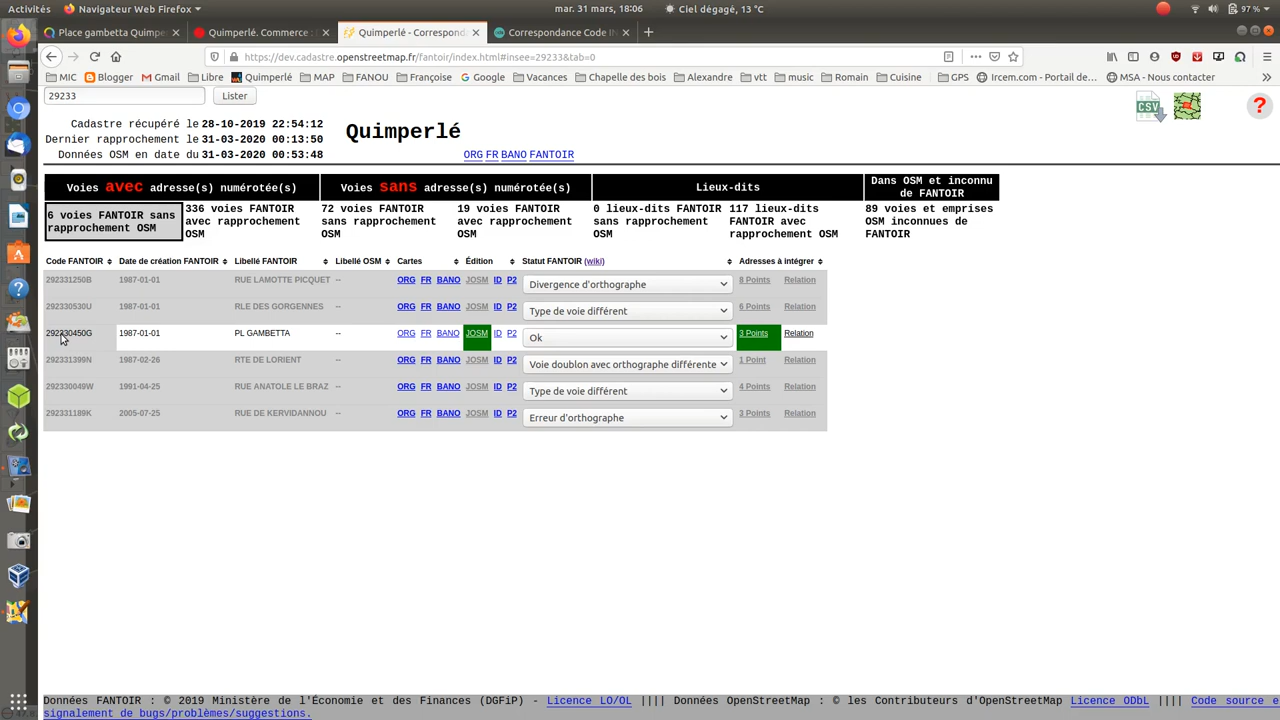 Activités Navigateur Web Firefox mar. 31 mars, 18:06 Ciel dégagé, 13 °C 97 %
Place gambetta Quimper × Quimperlé. Commerce : × Quimperlé - Correspond × Correspondance Code IN × +
https://dev.cadastre.openstreetmap.fr/fantoir/index.html#insee=29233&tab=0
MIC Blogger Gmail Libre Quimperlé MAP FANOU Françoise Google Vacances Chapelle des bois Alexandre vtt music Romain Cuisine GPS Ircem.com - Portail de… MSA - Nous contacter
29233 Lister
CSV ?
Cadastre récupéré le 28-10-2019 22:54:12
Dernier rapprochement le 31-03-2020 00:13:50
Données OSM en date du 31-03-2020 00:53:48
Quimperlé
ORG FR BANO FANTOIR
Voies avec adresse(s) numérotée(s) Voies sans adresse(s) numérotée(s) Lieux-dits Dans OSM et inconnu
de FANTOIR
6 voies FANTOIR sans 336 voies FANTOIR 72 voies FANTOIR 19 voies FANTOIR 0 lieux-dits FANTOIR 117 lieux-dits 89 voies et emprises
rapprochement OSM avec rapprochement sans rapprochement avec rapprochement sans rapprochement FANTOIR avec OSM inconnues de
OSM OSM OSM OSM rapprochement OSM FANTOIR
Code FANTOIR Date de création FANTOIR Libellé FANTOIR Libellé OSM Cartes Édition Statut FANTOIR (wiki) Adresses à intégrer
292331250B 1987-01-01 RUE LAMOTTE PICQUET -- ORG FR BANO JOSM ID P2 Divergence d'orthographe 8 Points Relation
292330530U 1987-01-01 RLE DES GORGENNES -- ORG FR BANO JOSM ID P2 Type de voie différent 6 Points Relation
292330450G 1987-01-01 PL GAMBETTA -- ORG FR BANO JOSM ID P2 Ok 3 Points Relation
292331399N 1987-02-26 RTE DE LORIENT -- ORG FR BANO JOSM ID P2 Voie doublon avec orthographe différente 1 Point Relation
292330049W 1991-04-25 RUE ANATOLE LE BRAZ -- ORG FR BANO JOSM ID P2 Type de voie différent 4 Points Relation
292331189K 2005-07-25 RUE DE KERVIDANNOU -- ORG FR BANO JOSM ID P2 Erreur d'orthographe 3 Points Relation
Données FANTOIR : © 2019 Ministère de l'Économie et des Finances (DGFiP) - Licence LO/OL |||| Données OpenStreetMap : © les Contributeurs d'OpenStreetMap Licence ODbL |||| Code source e
signalement de bugs/problèmes/suggestions.